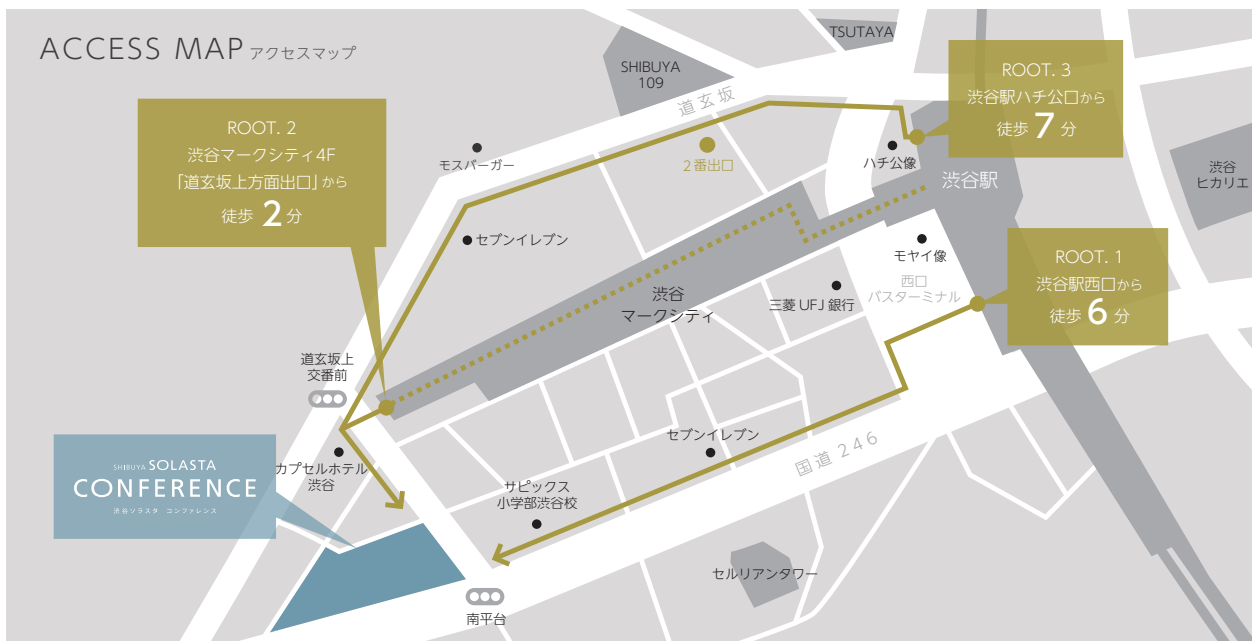 ACCESS MAP アクセスマップ
TSUTAYA
SHIBUYA
109
道玄坂
ROOT. 3
渋谷駅ハチ公口から
徒歩 7 分
ROOT. 2
渋谷マークシティ4F
「道玄坂上方面出口」から
徒歩 2 分
モスバーガー
2番出口
ハチ公像
渋谷駅
渋谷
ヒカリエ
セブンイレブン
モヤイ像
西口
バスターミナル
ROOT. 1
渋谷駅西口から
徒歩 6 分
渋谷
マークシティ
三菱 UFJ 銀行
道玄坂上
交番前
セブンイレブン
国道 246
カプセルホテル
渋谷
SHIBUYA SOLASTA
CONFERENCE
渋谷ソラスタ コンファレンス
サピックス
小学部渋谷校
セルリアンタワー
南平台